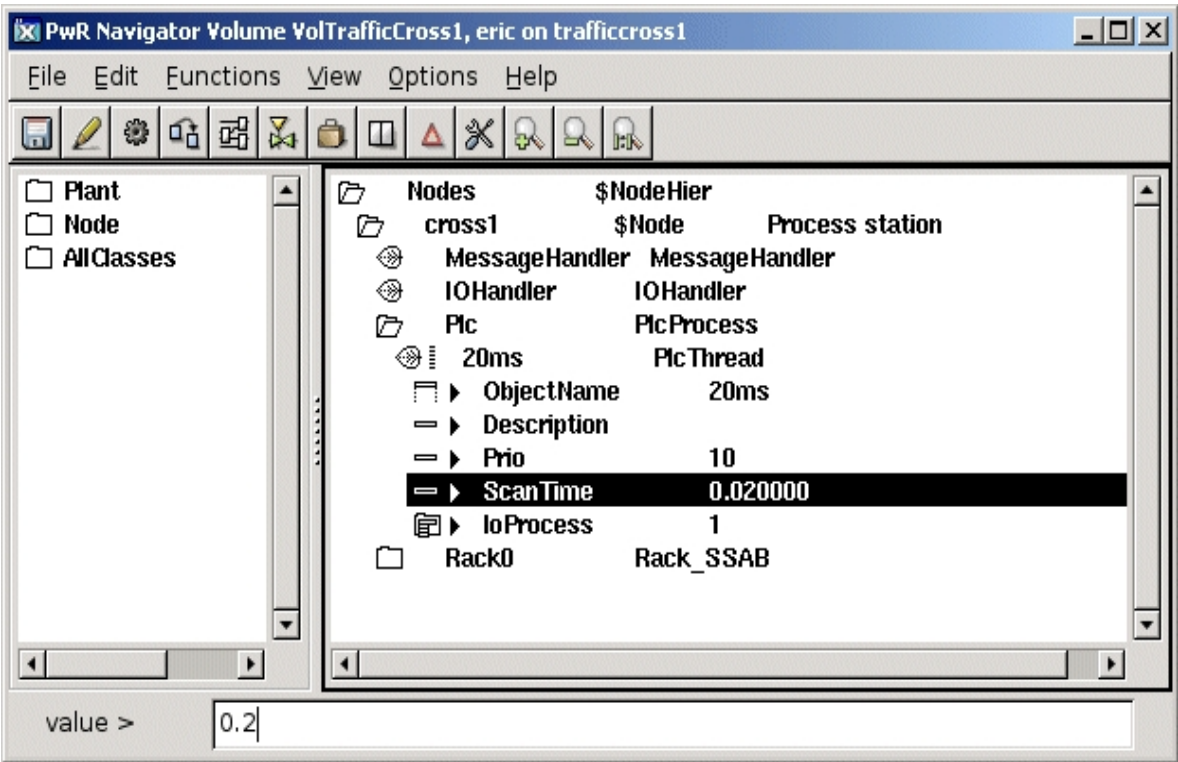 PwR Navigator Volume VolTrafficCross1, eric on trafficcross1
File Edit Functions View Options Help
Plant
Node
AllClasses
Nodes $NodeHier
cross1 $Node Process station
MessageHandler MessageHandler
IOHandler IOHandler
Plc PlcProcess
20ms PlcThread
ObjectName 20ms
Description
Prio 10
ScanTime 0.020000
IoProcess 1
Rack0 Rack_SSAB
value > 0.2